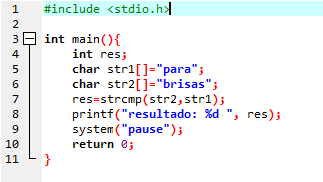 1 #include <stdio.h>
2
3 int main(){
4 int res;
5 char str1[]="para";
6 char str2[]="brisas";
7 res=strcmp(str2,str1);
8 printf("resultado: %d ", res);
9 system("pause");
10 return 0;
11 }